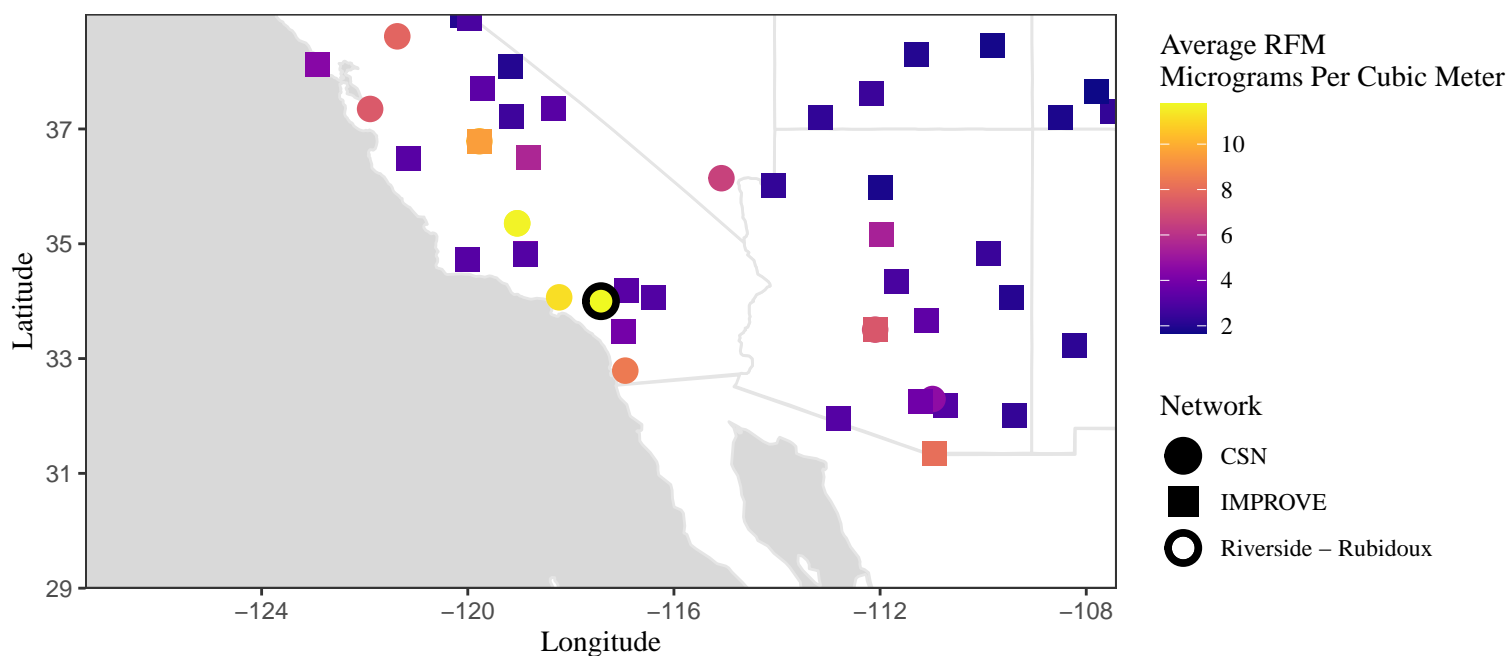 Average RFM
Micrograms Per Cubic Meter
10
8
6
4
2
Network
CSN
IMPROVE
Riverside – Rubidoux
Latitude
37
35
33
31
29
−124
−120
−116
−112
−108
Longitude